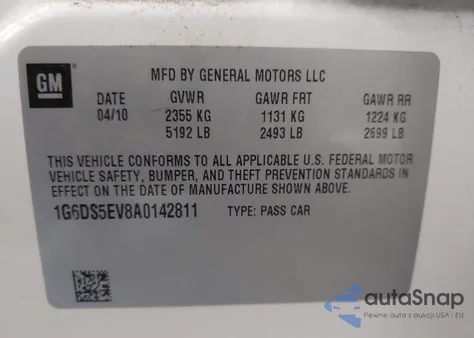 GM
MFD BY GENERAL MOTORS LLC
DATE GVWR GAWR FRT GAWR RR
04/10 2355 KG 1131 KG 1224 KG
5192 LB 2493 LB 2699 LB
THIS VEHICLE CONFORMS TO ALL APPLICABLE U.S. FEDERAL MOTOR
VEHICLE SAFETY, BUMPER, AND THEFT PREVENTION STANDARDS IN
EFFECT ON THE DATE OF MANUFACTURE SHOWN ABOVE.
1G6DS5EV8A0142811 TYPE: PASS CAR
autoSnap
Pewne auta z aukcji USA i EU